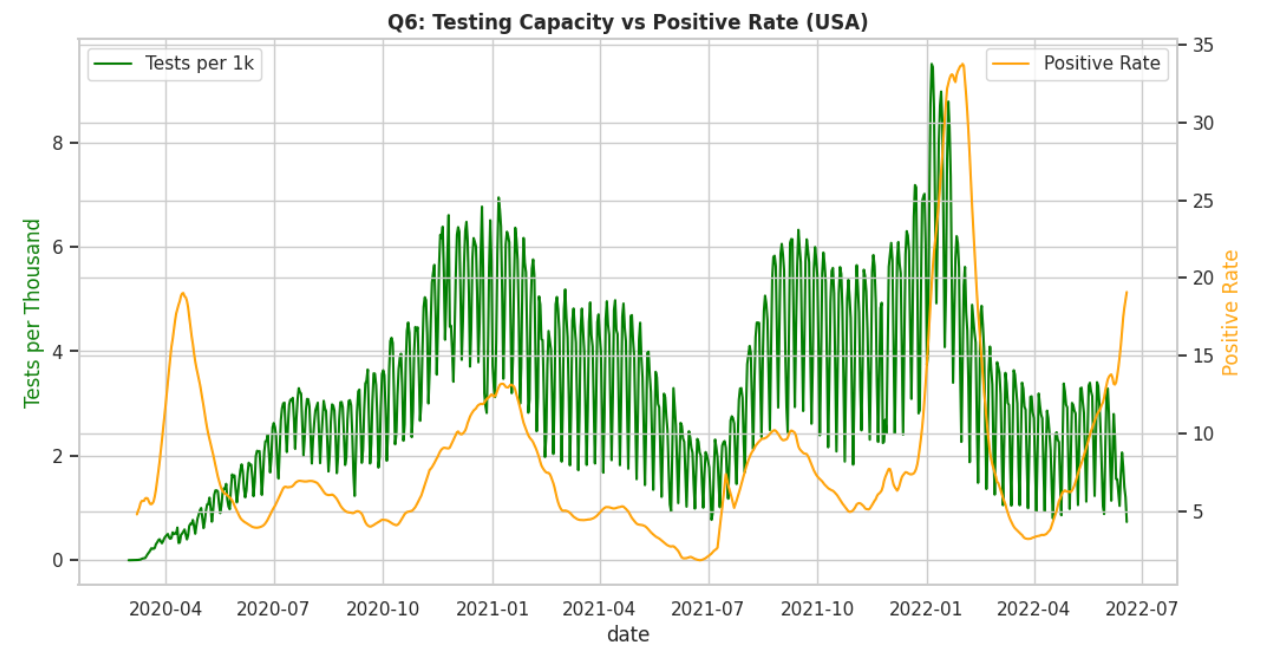 Q6: Testing Capacity vs Positive Rate (USA)
Tests per 1k
Positive Rate
Tests per Thousand
8
6
4
2
0
35
30
25
20
15
10
5
Positive Rate
2020-04 2020-07 2020-10 2021-01 2021-04 2021-07 2021-10 2022-01 2022-04 2022-07
date